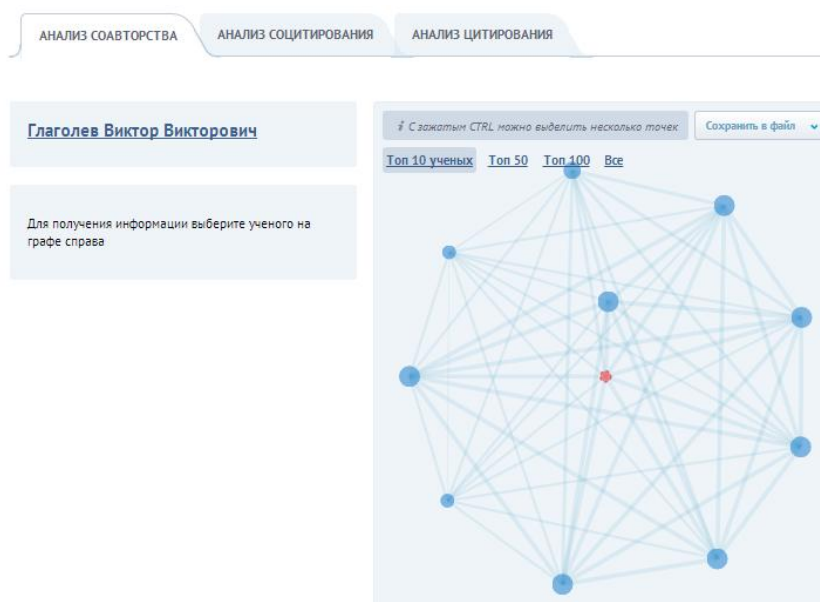 АНАЛИЗ СОАВТОРСТВА
АНАЛИЗ СОЦИТИРОВАНИЯ
АНАЛИЗ ЦИТИРОВАНИЯ
Глаголев Виктор Викторович
Для получения информации выберите ученого на
графе справа
i С зажатым CTRL можно выделить несколько точек
Сохранить в файл
Топ 10 ученых Топ 50 Топ 100 Все